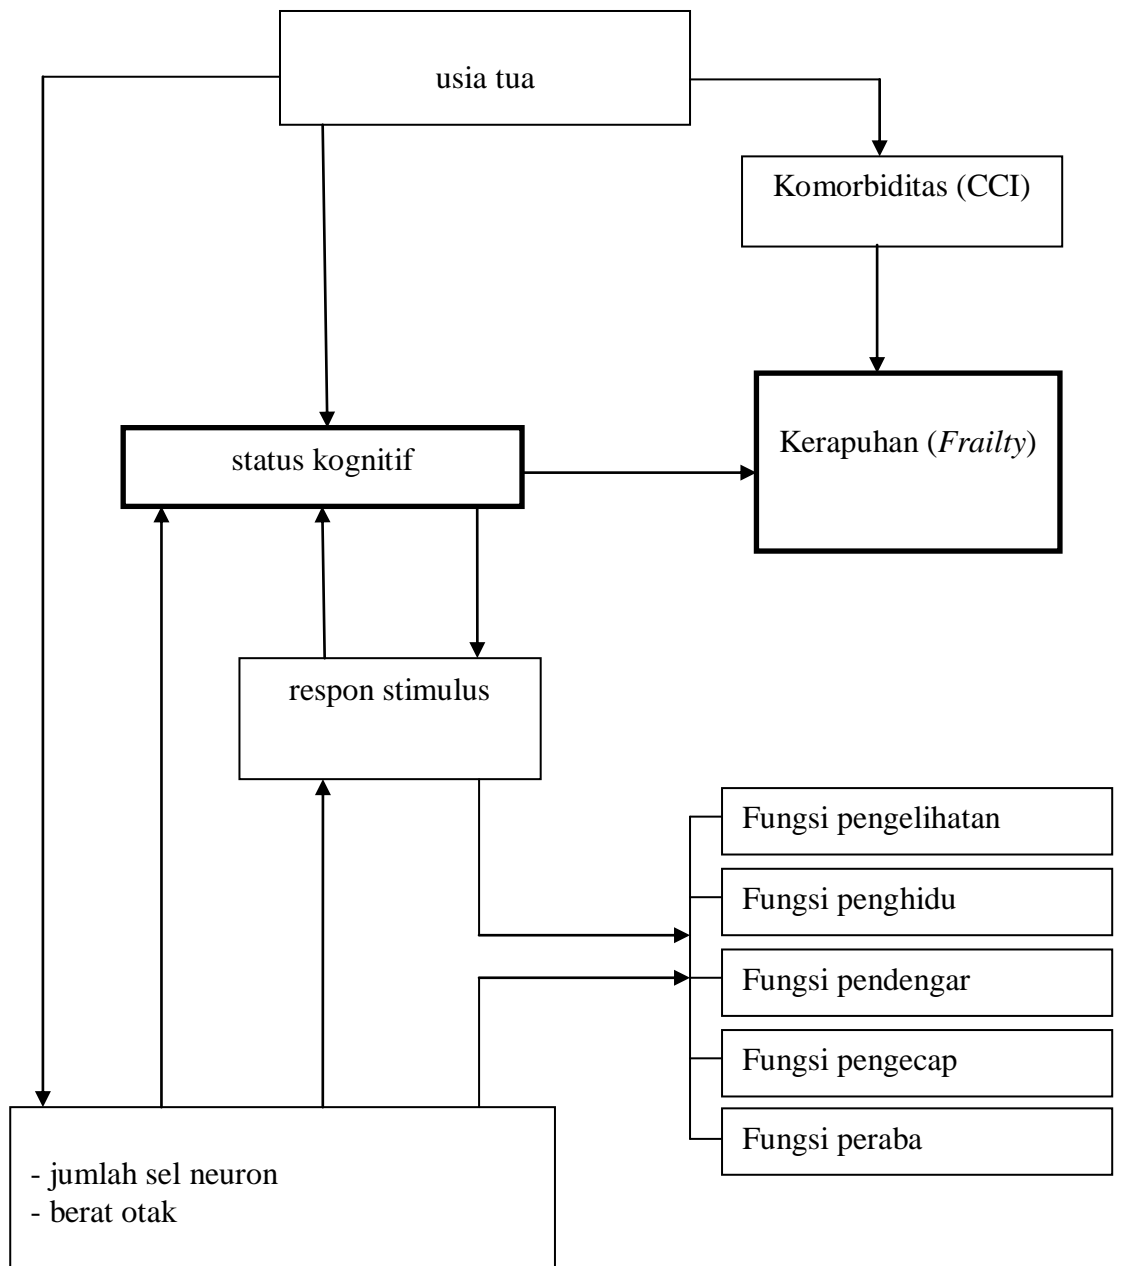 usia tua
Komorbiditas (CCI)
Kerapuhan (Frailty)
status kognitif
respon stimulus
Fungsi pengelihatan
Fungsi penghidu
Fungsi pendengar
Fungsi pengecap
Fungsi peraba
- jumlah sel neuron
- berat otak